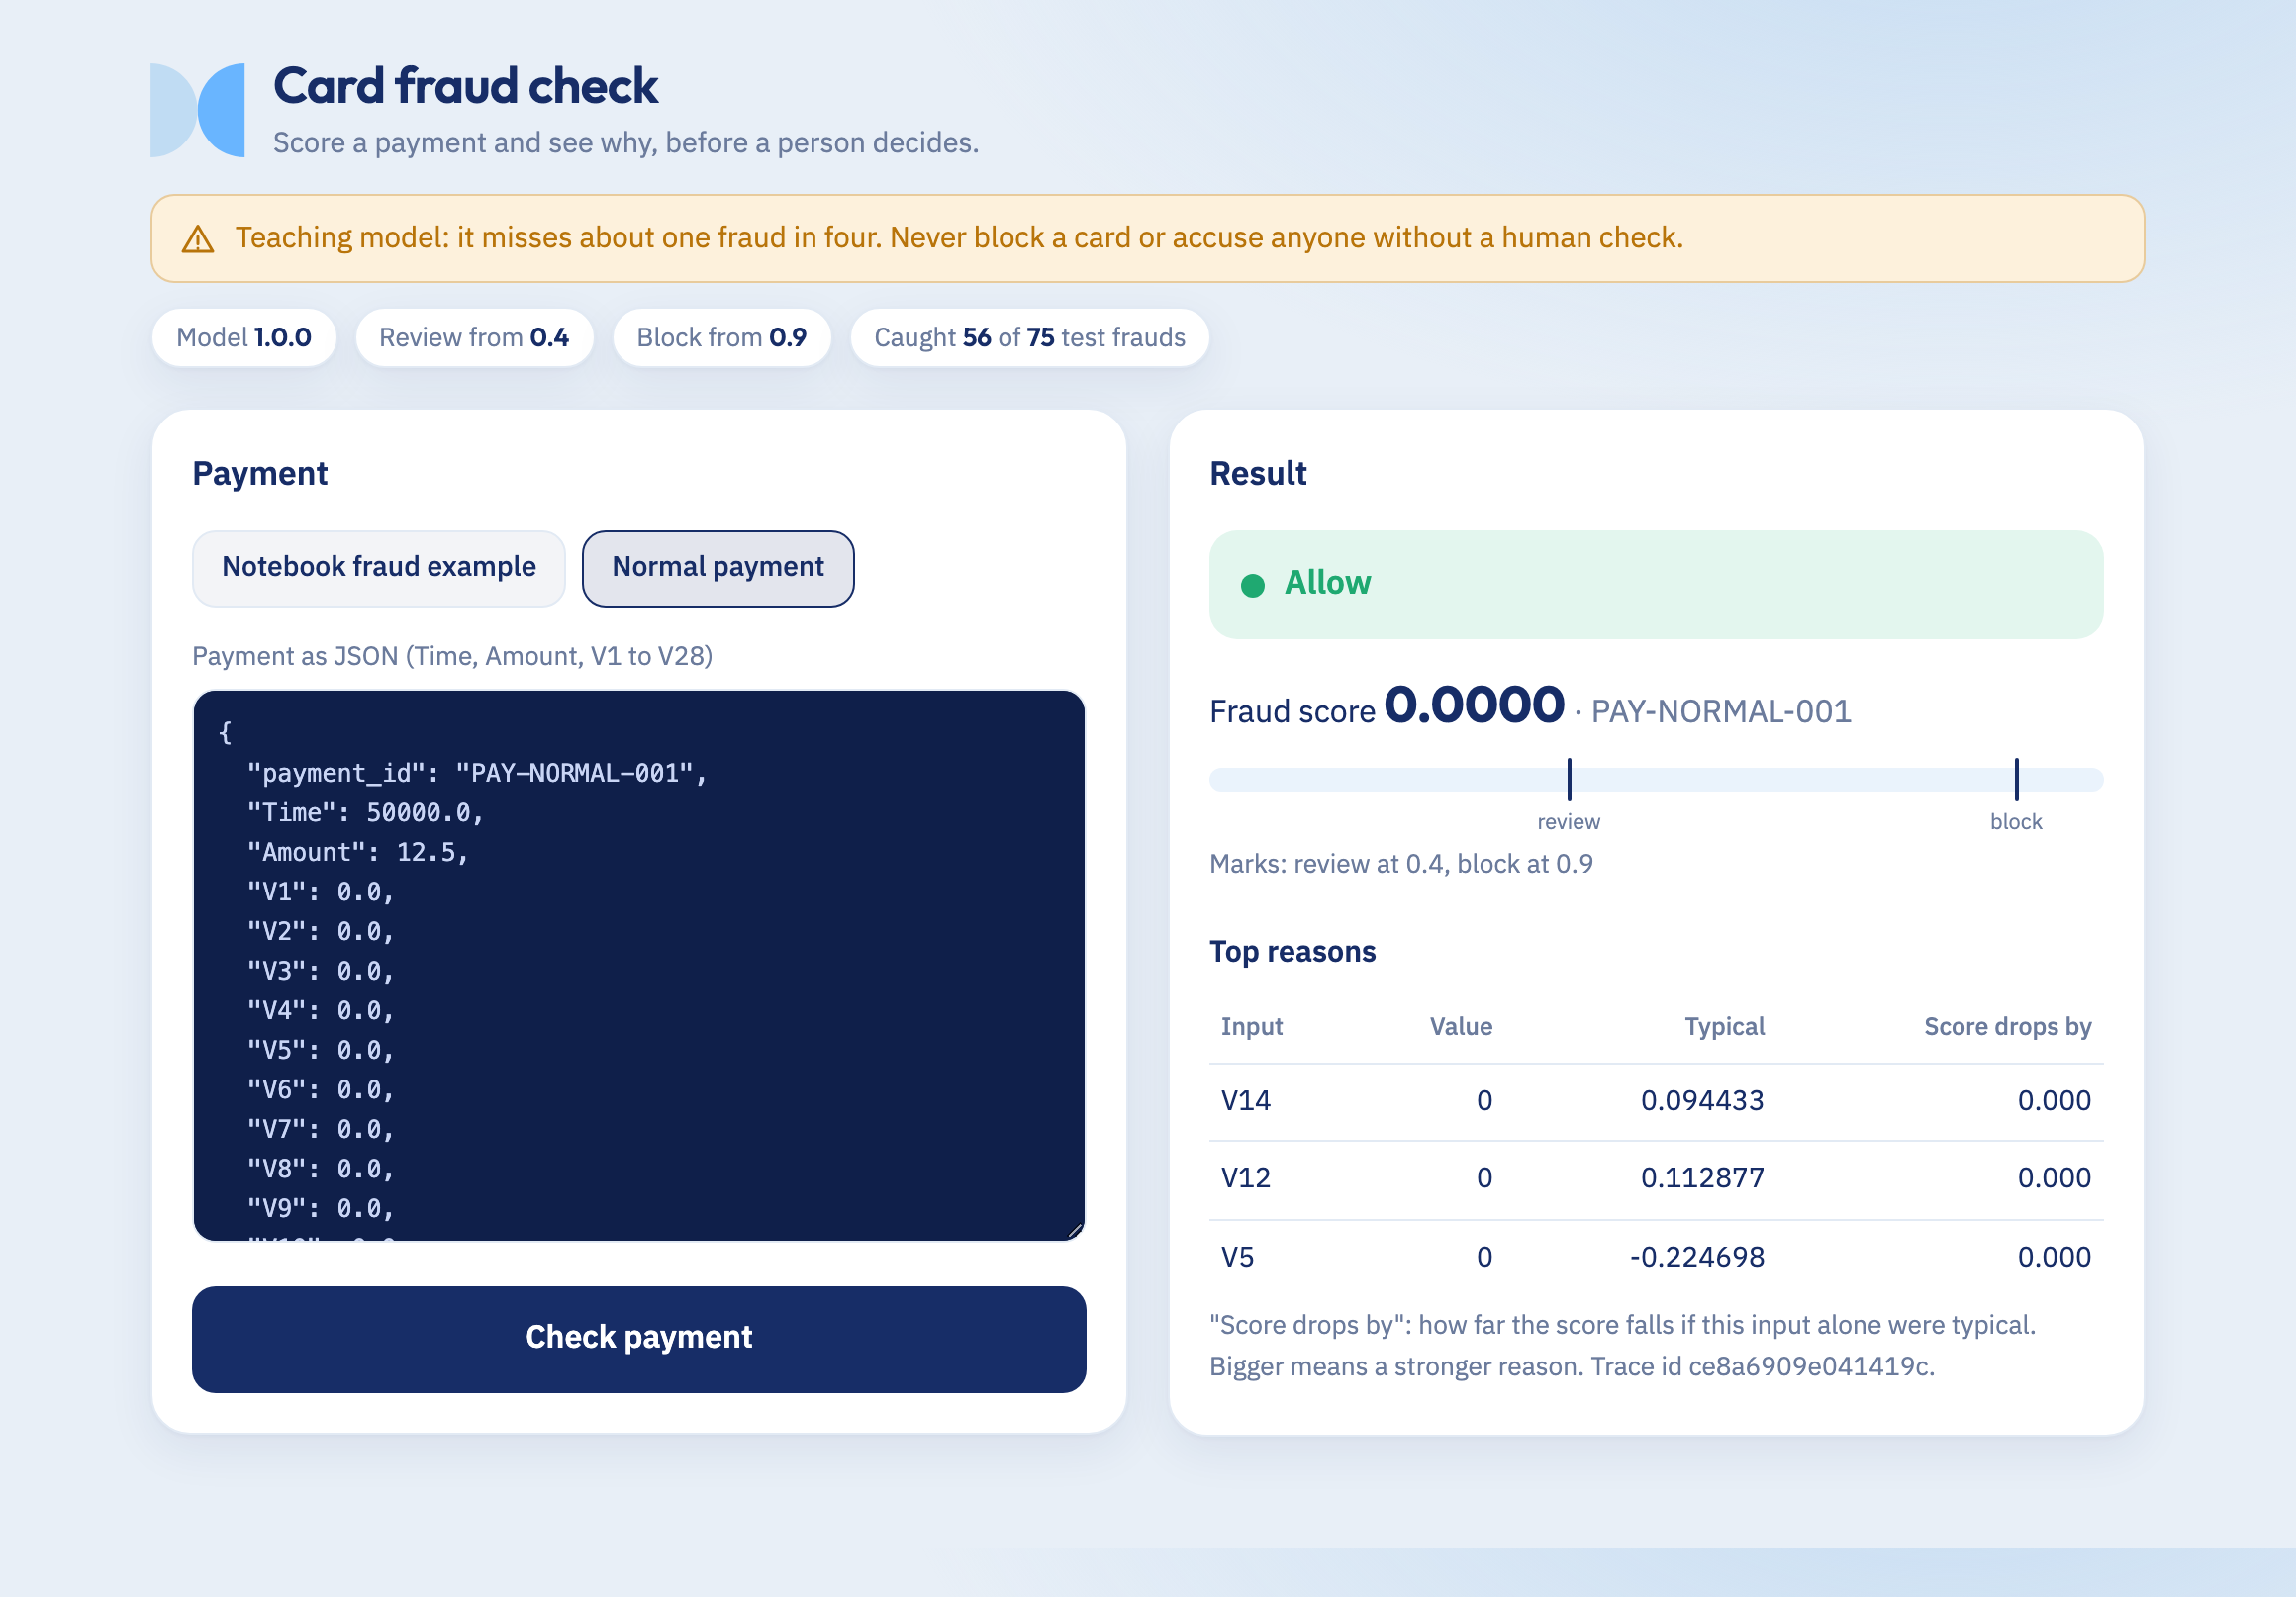 Card fraud check
Score a payment and see why, before a person decides.
Teaching model: it misses about one fraud in four. Never block a card or accuse anyone without a human check.
Model 1.0.0
Review from 0.4
Block from 0.9
Caught 56 of 75 test frauds
Payment
Notebook fraud example
Normal payment
Payment as JSON (Time, Amount, V1 to V28)
{
"payment_id": "PAY-NORMAL-001",
"Time": 50000.0,
"Amount": 12.5,
"V1": 0.0,
"V2": 0.0,
"V3": 0.0,
"V4": 0.0,
"V5": 0.0,
"V6": 0.0,
"V7": 0.0,
"V8": 0.0,
"V9": 0.0,
Check payment
Result
Allow
Fraud score 0.0000 · PAY-NORMAL-001
review
block
Marks: review at 0.4, block at 0.9
Top reasons
Input Value Typical Score drops by
V14 0 0.094433 0.000
V12 0 0.112877 0.000
V5 0 -0.224698 0.000
"Score drops by": how far the score falls if this input alone were typical.
Bigger means a stronger reason. Trace id ce8a6909e041419c.